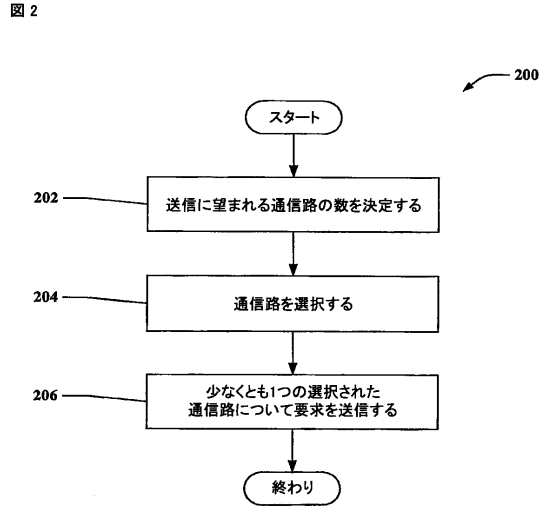 図 2
200
スタート
202
送信に望まれる通信路の数を決定する
204
通信路を選択する
206
少なくとも1つの選択された
通信路について要求を送信する
終わり